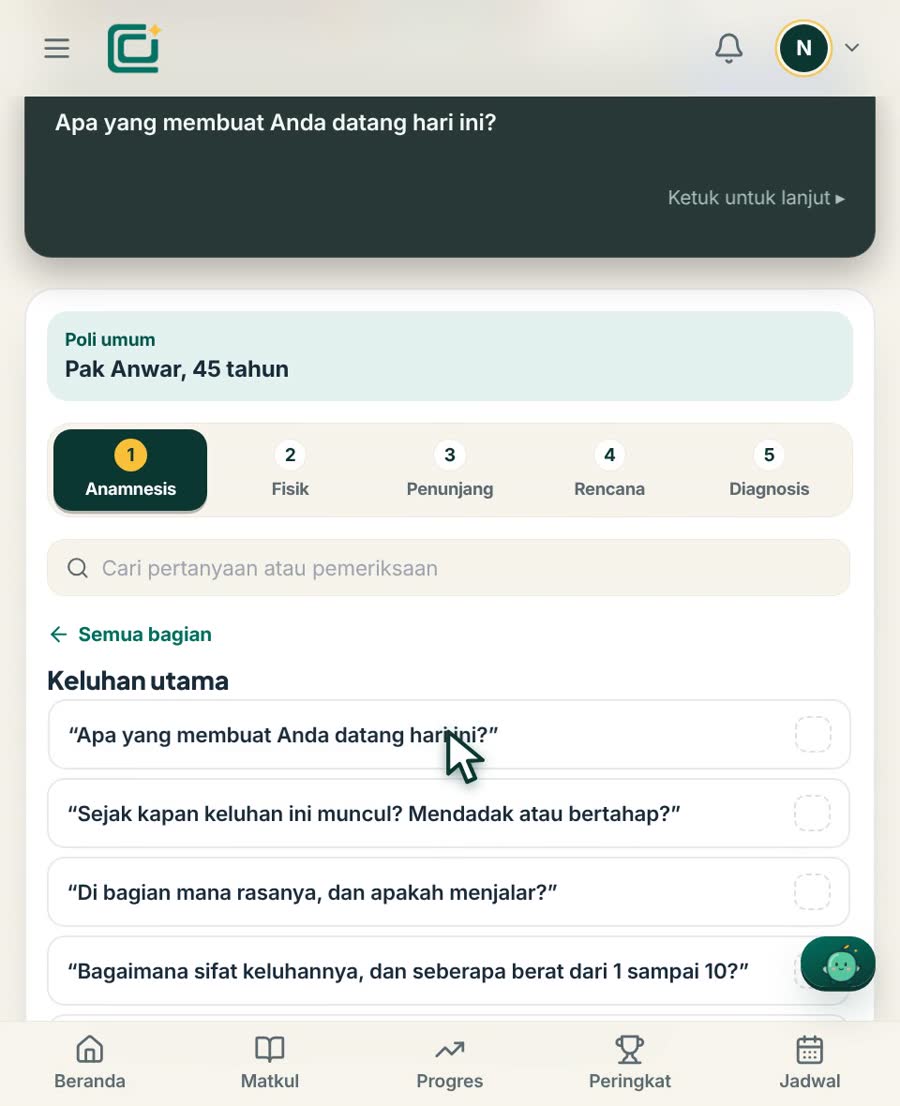 N
Apa yang membuat Anda datang hari ini?
Ketuk untuk lanjut ▸
Poli umum
Pak Anwar, 45 tahun
1
Anamnesis
2
Fisik
3
Penunjang
4
Rencana
5
Diagnosis
Cari pertanyaan atau pemeriksaan
← Semua bagian
Keluhan utama
“Apa yang membuat Anda datang hari ini?”
“Sejak kapan keluhan ini muncul? Mendadak atau bertahap?”
“Di bagian mana rasanya, dan apakah menjalar?”
“Bagaimana sifat keluhannya, dan seberapa berat dari 1 sampai 10?”
Beranda
Matkul
Progres
Peringkat
Jadwal